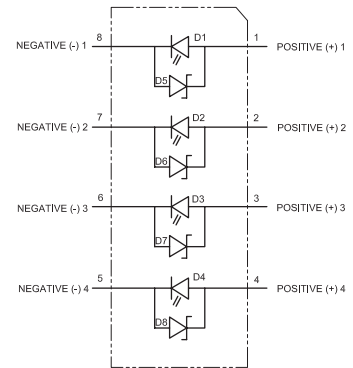 8 D1 1
NEGATIVE (-) 1 POSITIVE (+) 1
D5
7 D2 2
NEGATIVE (-) 2 POSITIVE (+) 2
D6
6 D3 3
NEGATIVE (-) 3 POSITIVE (+) 3
D7
5 D4 4
NEGATIVE (-) 4 POSITIVE (+) 4
D8